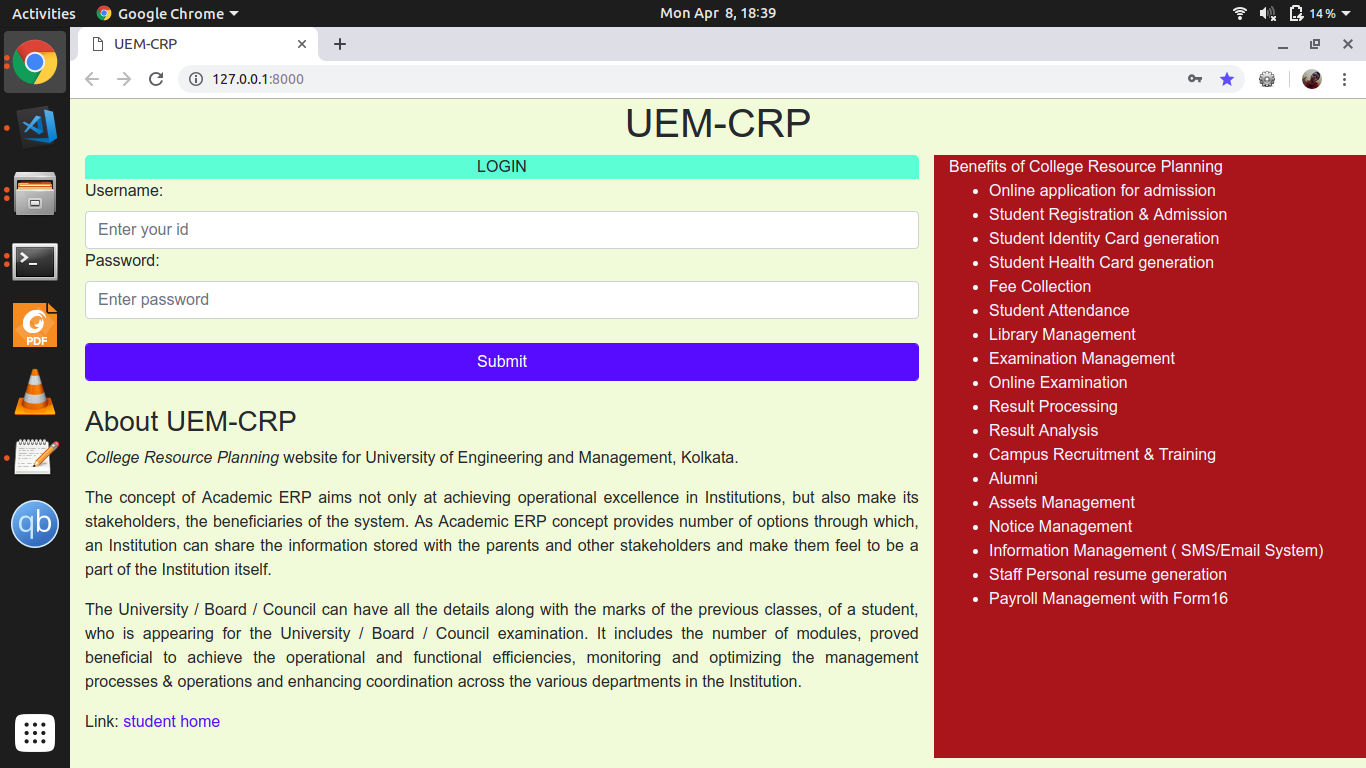 Activities
Google Chrome
Mon Apr 8, 18:39
14 %
UEM-CRP
127.0.0.1:8000
UEM-CRP
LOGIN
Username:
Enter your id
Password:
Enter password
Submit
About UEM-CRP
College Resource Planning website for University of Engineering and Management, Kolkata.
The concept of Academic ERP aims not only at achieving operational excellence in Institutions, but also make its
stakeholders, the beneficiaries of the system. As Academic ERP concept provides number of options through which,
an Institution can share the information stored with the parents and other stakeholders and make them feel to be a
part of the Institution itself.
The University / Board / Council can have all the details along with the marks of the previous classes, of a student,
who is appearing for the University / Board / Council examination. It includes the number of modules, proved
beneficial to achieve the operational and functional efficiencies, monitoring and optimizing the management
processes & operations and enhancing coordination across the various departments in the Institution.
Link: student home
Benefits of College Resource Planning
Online application for admission
Student Registration & Admission
Student Identity Card generation
Student Health Card generation
Fee Collection
Student Attendance
Library Management
Examination Management
Online Examination
Result Processing
Result Analysis
Campus Recruitment & Training
Alumni
Assets Management
Notice Management
Information Management ( SMS/Email System)
Staff Personal resume generation
Payroll Management with Form16
PDF
qb